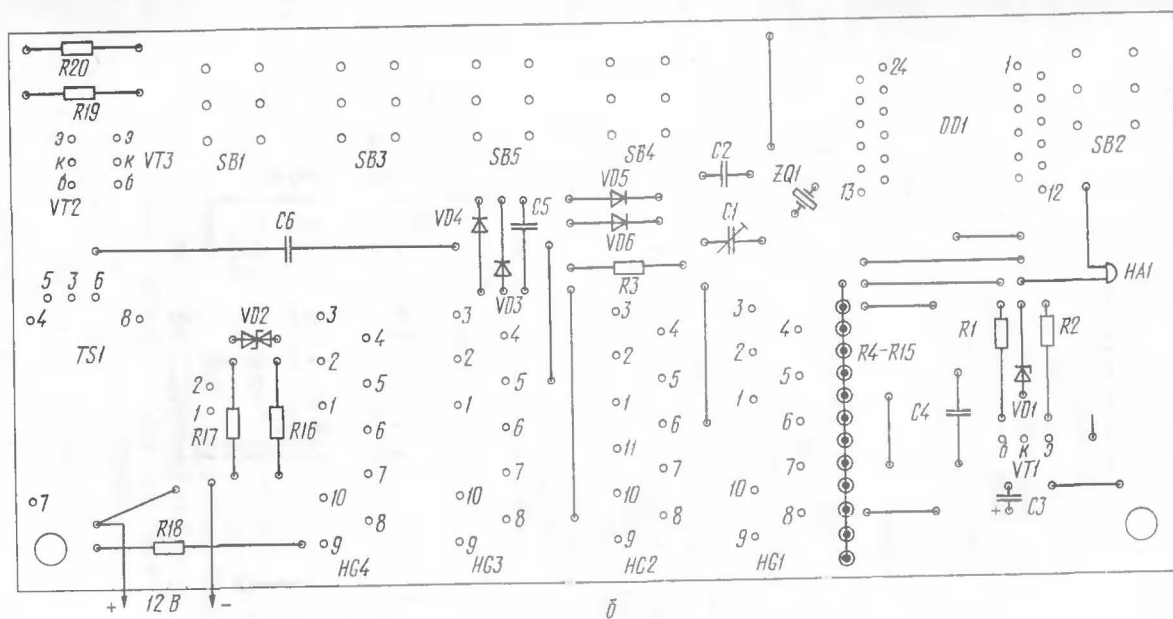 R20
R19
э э
к к VT3
б б
VT2
SB1
SB3
SB5
SB4
C2
ZQ1
24
1
DD1
13
12
SB2
C6
VD4
C5
VD5
VD6
VD3
C1
R3
HA1
5 3 6
4
8
TS1
VD2
2
1
R17
R16
7
R18
+ 12 В -
3
4
2
5
1
6
7
10
8
9
HG4
3
4
2
5
1
6
7
10
8
9
HG3
3
4
2
5
1
6
11
7
10
8
9
HG2
3
4
2
5
1
6
7
10
8
9
HG1
R4-R15
C4
R1
R2
VD1
б к э
VT1
+
C3
б